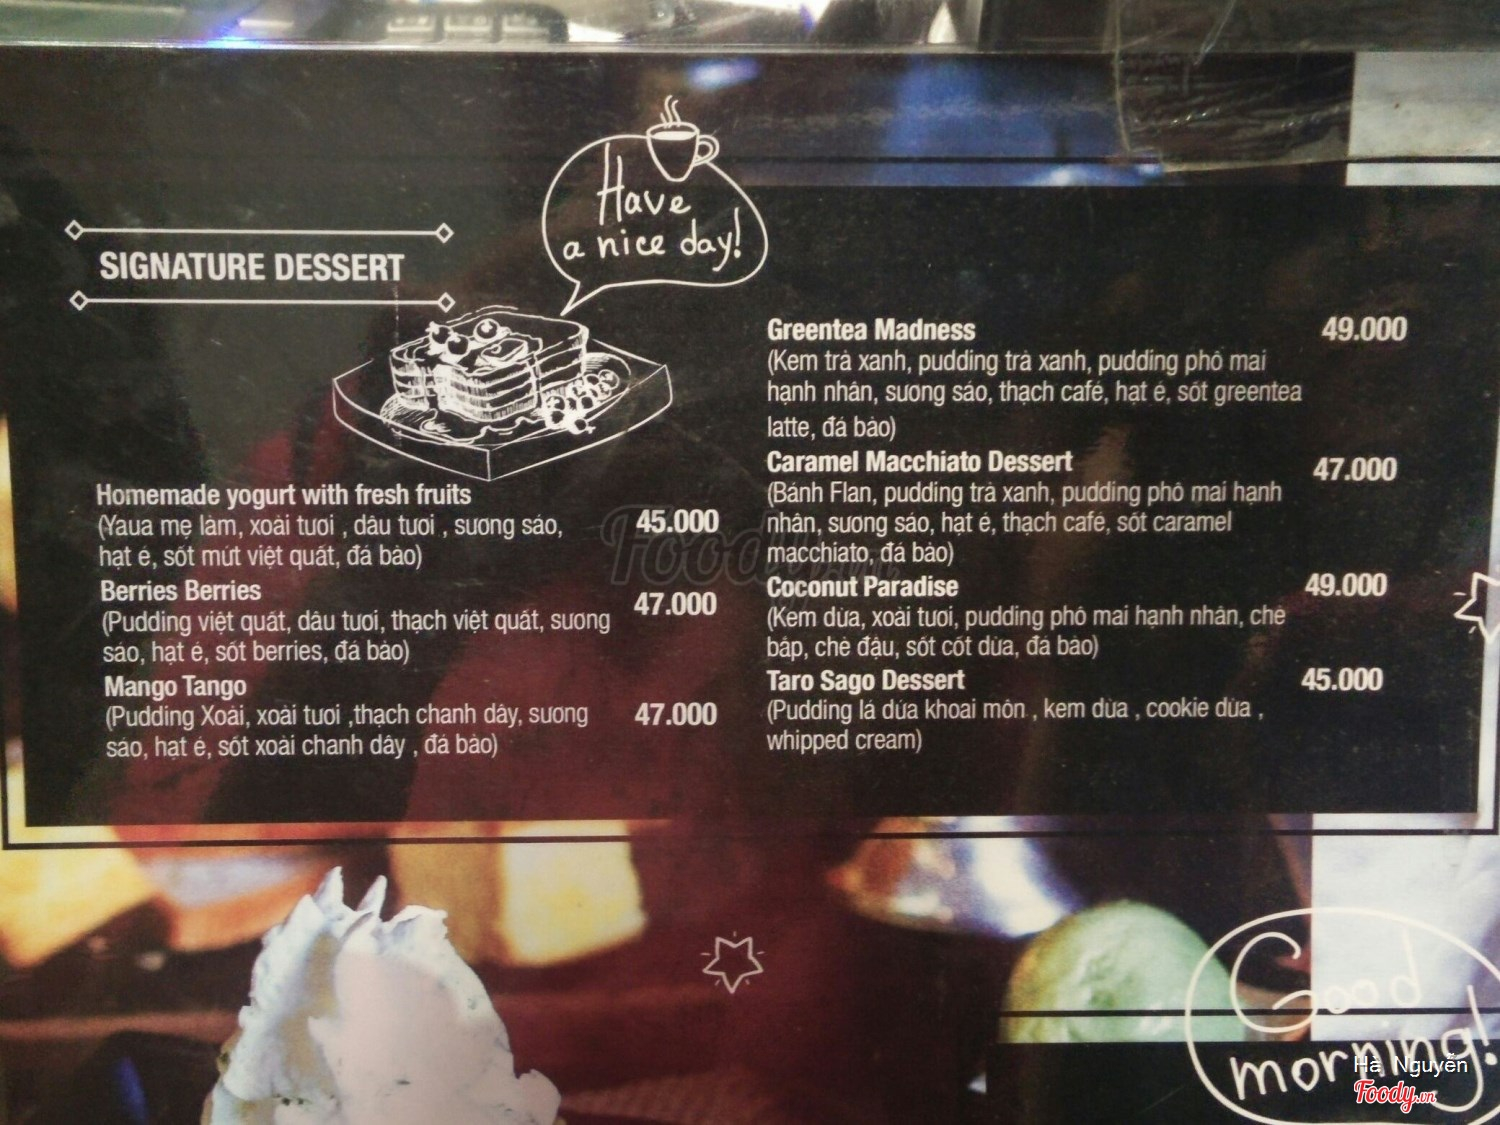 Have
a nice day!
SIGNATURE DESSERT
Homemade yogurt with fresh fruits
(Yaua mẹ làm, xoài tươi , dâu tươi , sương sáo, 45.000
hạt é, sốt mứt việt quất, đá bào)
Berries Berries 47.000
(Pudding việt quất, dâu tươi, thạch việt quất, sương
sáo, hạt é, sốt berries, đá bào)
Mango Tango
(Pudding Xoài, xoài tươi ,thạch chanh dây, sương 47.000
sáo, hạt é, sốt xoài chanh dây , đá bào)
Greentea Madness 49.000
(Kem trà xanh, pudding trà xanh, pudding phô mai
hạnh nhân, sương sáo, thạch café, hạt é, sốt greentea
latte, đá bào)
Caramel Macchiato Dessert 47.000
(Bánh Flan, pudding trà xanh, pudding phô mai hạnh
nhân, sương sáo, hạt é, thạch café, sốt caramel
macchiato, đá bào)
Coconut Paradise 49.000
(Kem dừa, xoài tươi, pudding phô mai hạnh nhân, chè
bắp, chè đậu, sốt cốt dừa, đá bào)
Taro Sago Dessert 45.000
(Pudding lá dứa khoai môn , kem dừa , cookie dừa ,
whipped cream)
Foody.vn
Good
morning!
Hà Nguyễn
Foody.vn